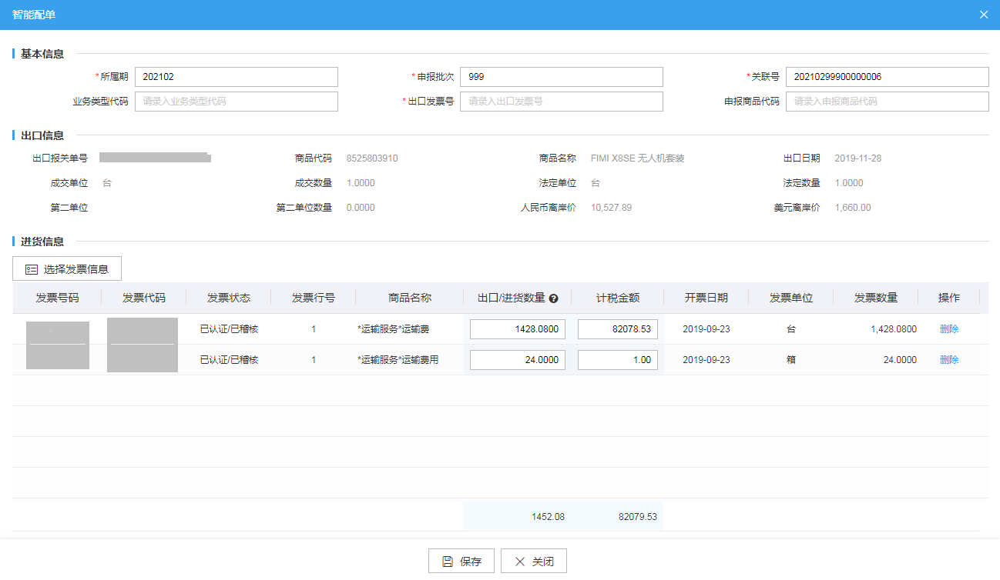 智能配单
基本信息
*所属期 202102 *申报批次 999 *关联号 20210299900000006
业务类型代码 请录入业务类型代码 *出口发票号 请录入出口发票号 申报商品代码 请录入申报商品代码
出口信息
出口报关单号 商品代码 8525803910 商品名称 FIMI X8SE 无人机套装 出口日期 2019-11-28
成交单位 台 成交数量 1.0000 法定单位 台 法定数量 1.0000
第二单位 第二单位数量 0.0000 人民币离岸价 10,527.89 美元离岸价 1,660.00
进货信息
选择发票信息
发票号码 发票代码 发票状态 发票行号 商品名称 出口/进货数量 ? 计税金额 开票日期 发票单位 发票数量 操作
已认证/已稽核 1 *运输服务*运输费 1428.0800 82078.53 2019-09-23 台 1,428.0800 删除
已认证/已稽核 1 *运输服务*运输费用 24.0000 1.00 2019-09-23 箱 24.0000 删除
1452.08 82079.53
保存 关闭